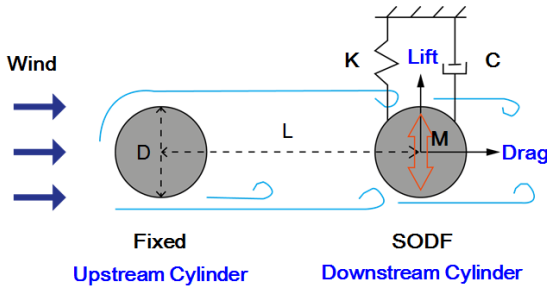 Wind
K
Lift
C
D
L
M
Drag
Fixed
SODF
Upstream Cylinder
Downstream Cylinder